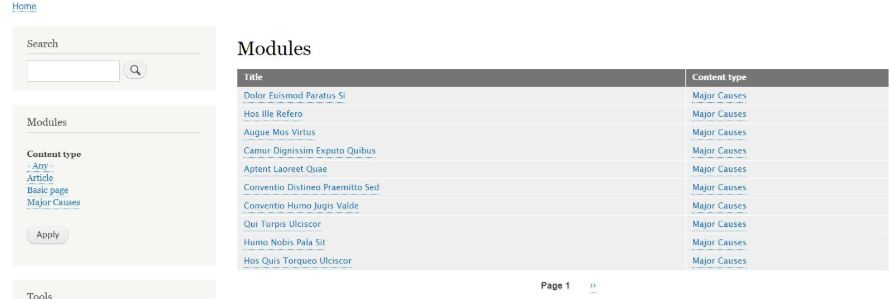 Home
Search
Modules
Content type
- Any -
Article
Basic page
Major Causes
Apply
Tools
Modules
Title Content type
Dolor Euismod Paratus Si Major Causes
Hos Ille Refero Major Causes
Augue Mos Virtus Major Causes
Camur Dignissim Exputo Quibus Major Causes
Aptent Laoreet Quae Major Causes
Conventio Distineo Praemitto Sed Major Causes
Conventio Humo Jugis Valde Major Causes
Qui Turpis Ulciscor Major Causes
Humo Nobis Pala Sit Major Causes
Hos Quis Torqueo Ulciscor Major Causes
Page 1 ››